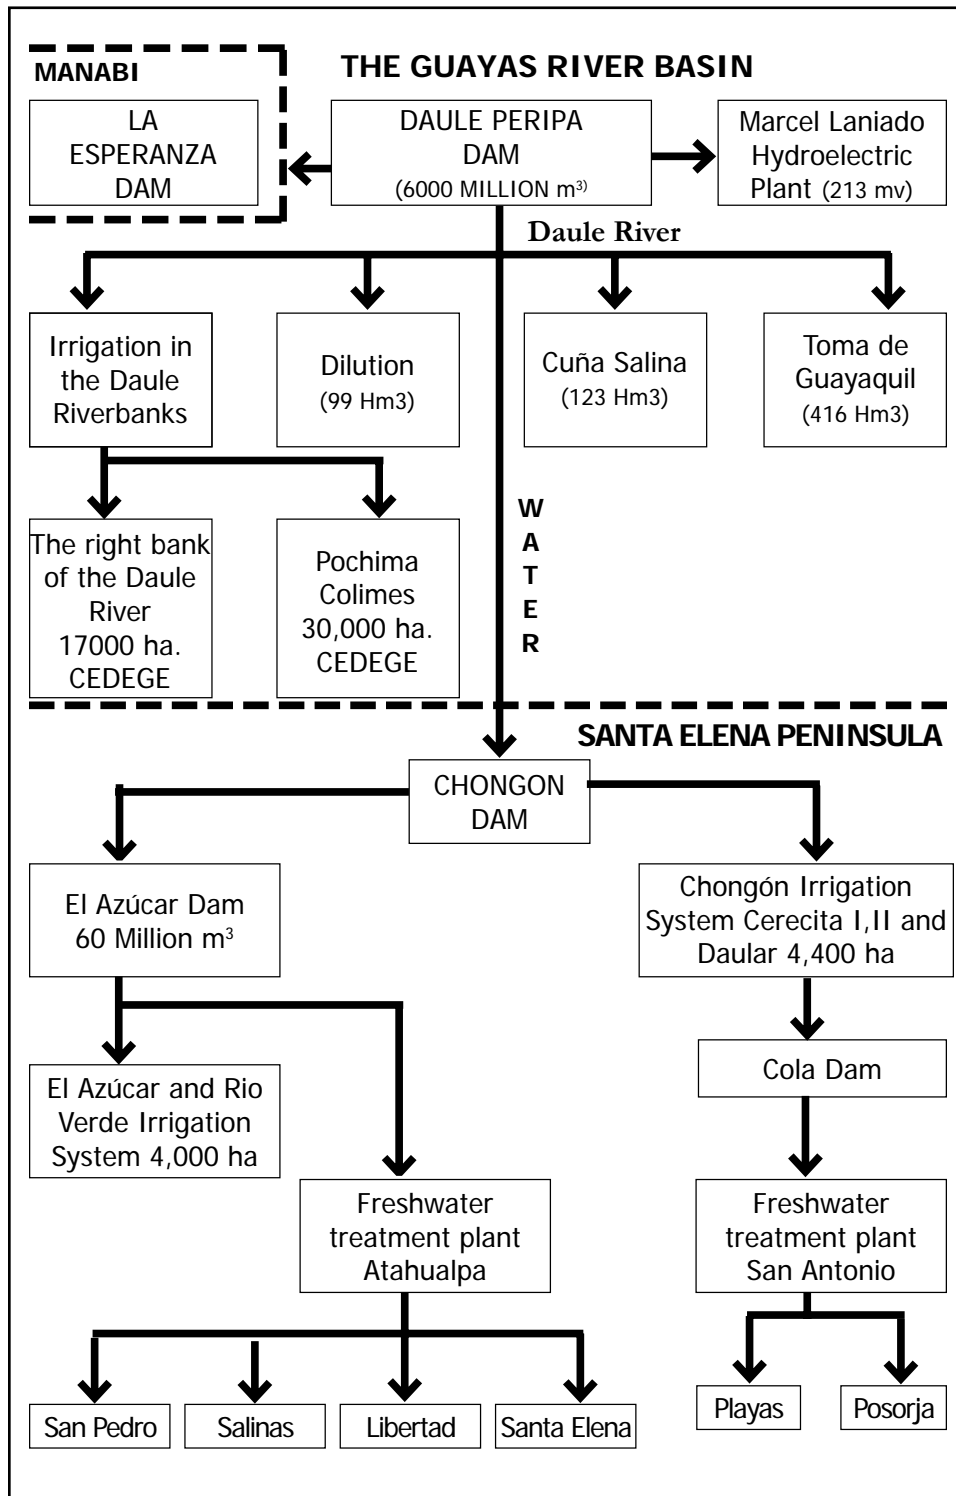 MANABI
THE GUAYAS RIVER BASIN
LA
ESPERANZA
DAM
DAULE PERIPA
DAM
(6000 MILLION m³⁾
Marcel Laniado
Hydroelectric
Plant (213 mv)
Daule River
Irrigation in
the Daule
Riverbanks
Dilution
(99 Hm3)
Cuña Salina
(123 Hm3)
Toma de
Guayaquil
(416 Hm3)
The right bank
of the Daule
River
17000 ha.
CEDEGE
Pochima
Colimes
30,000 ha.
CEDEGE
W
A
T
E
R
SANTA ELENA PENINSULA
CHONGON
DAM
El Azúcar Dam
60 Million m³
Chongón Irrigation
System Cerecita I,II and
Daular 4,400 ha
El Azúcar and Rio
Verde Irrigation
System 4,000 ha
Cola Dam
Freshwater
treatment plant
Atahualpa
Freshwater
treatment plant
San Antonio
San Pedro
Salinas
Libertad
Santa Elena
Playas
Posorja